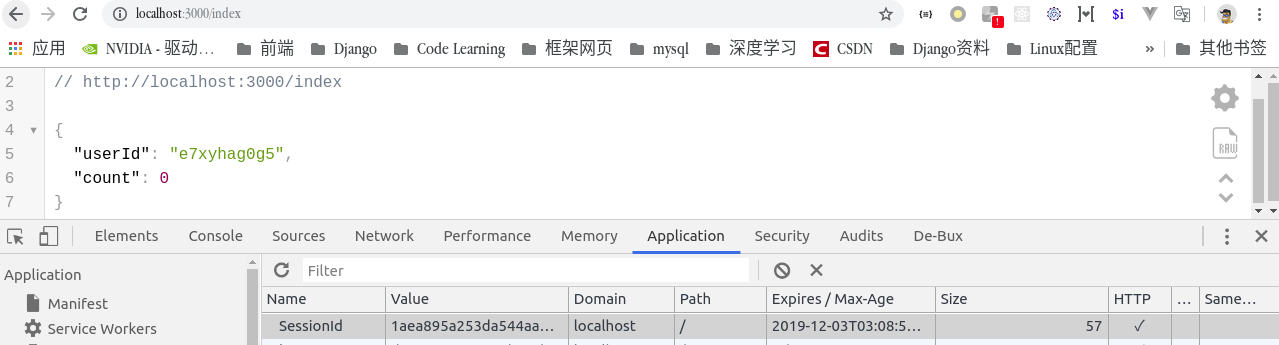 localhost:3000/index
应用 NVIDIA - 驱动… 前端 Django Code Learning 框架网页 mysql 深度学习 CSDN Django资料 Linux配置 » 其他书签
2 // http://localhost:3000/index
3
4 {
5 "userId": "e7xyhag0g5",
6 "count": 0
7 }
RAW
Elements Console Sources Network Performance Memory Application Security Audits De-Bux
Application
Filter
Manifest
Service Workers
Name Value Domain Path Expires / Max-Age Size HTTP … Same…
SessionId 1aea895a253da544aa… localhost / 2019-12-03T03:08:5… 57 ✓